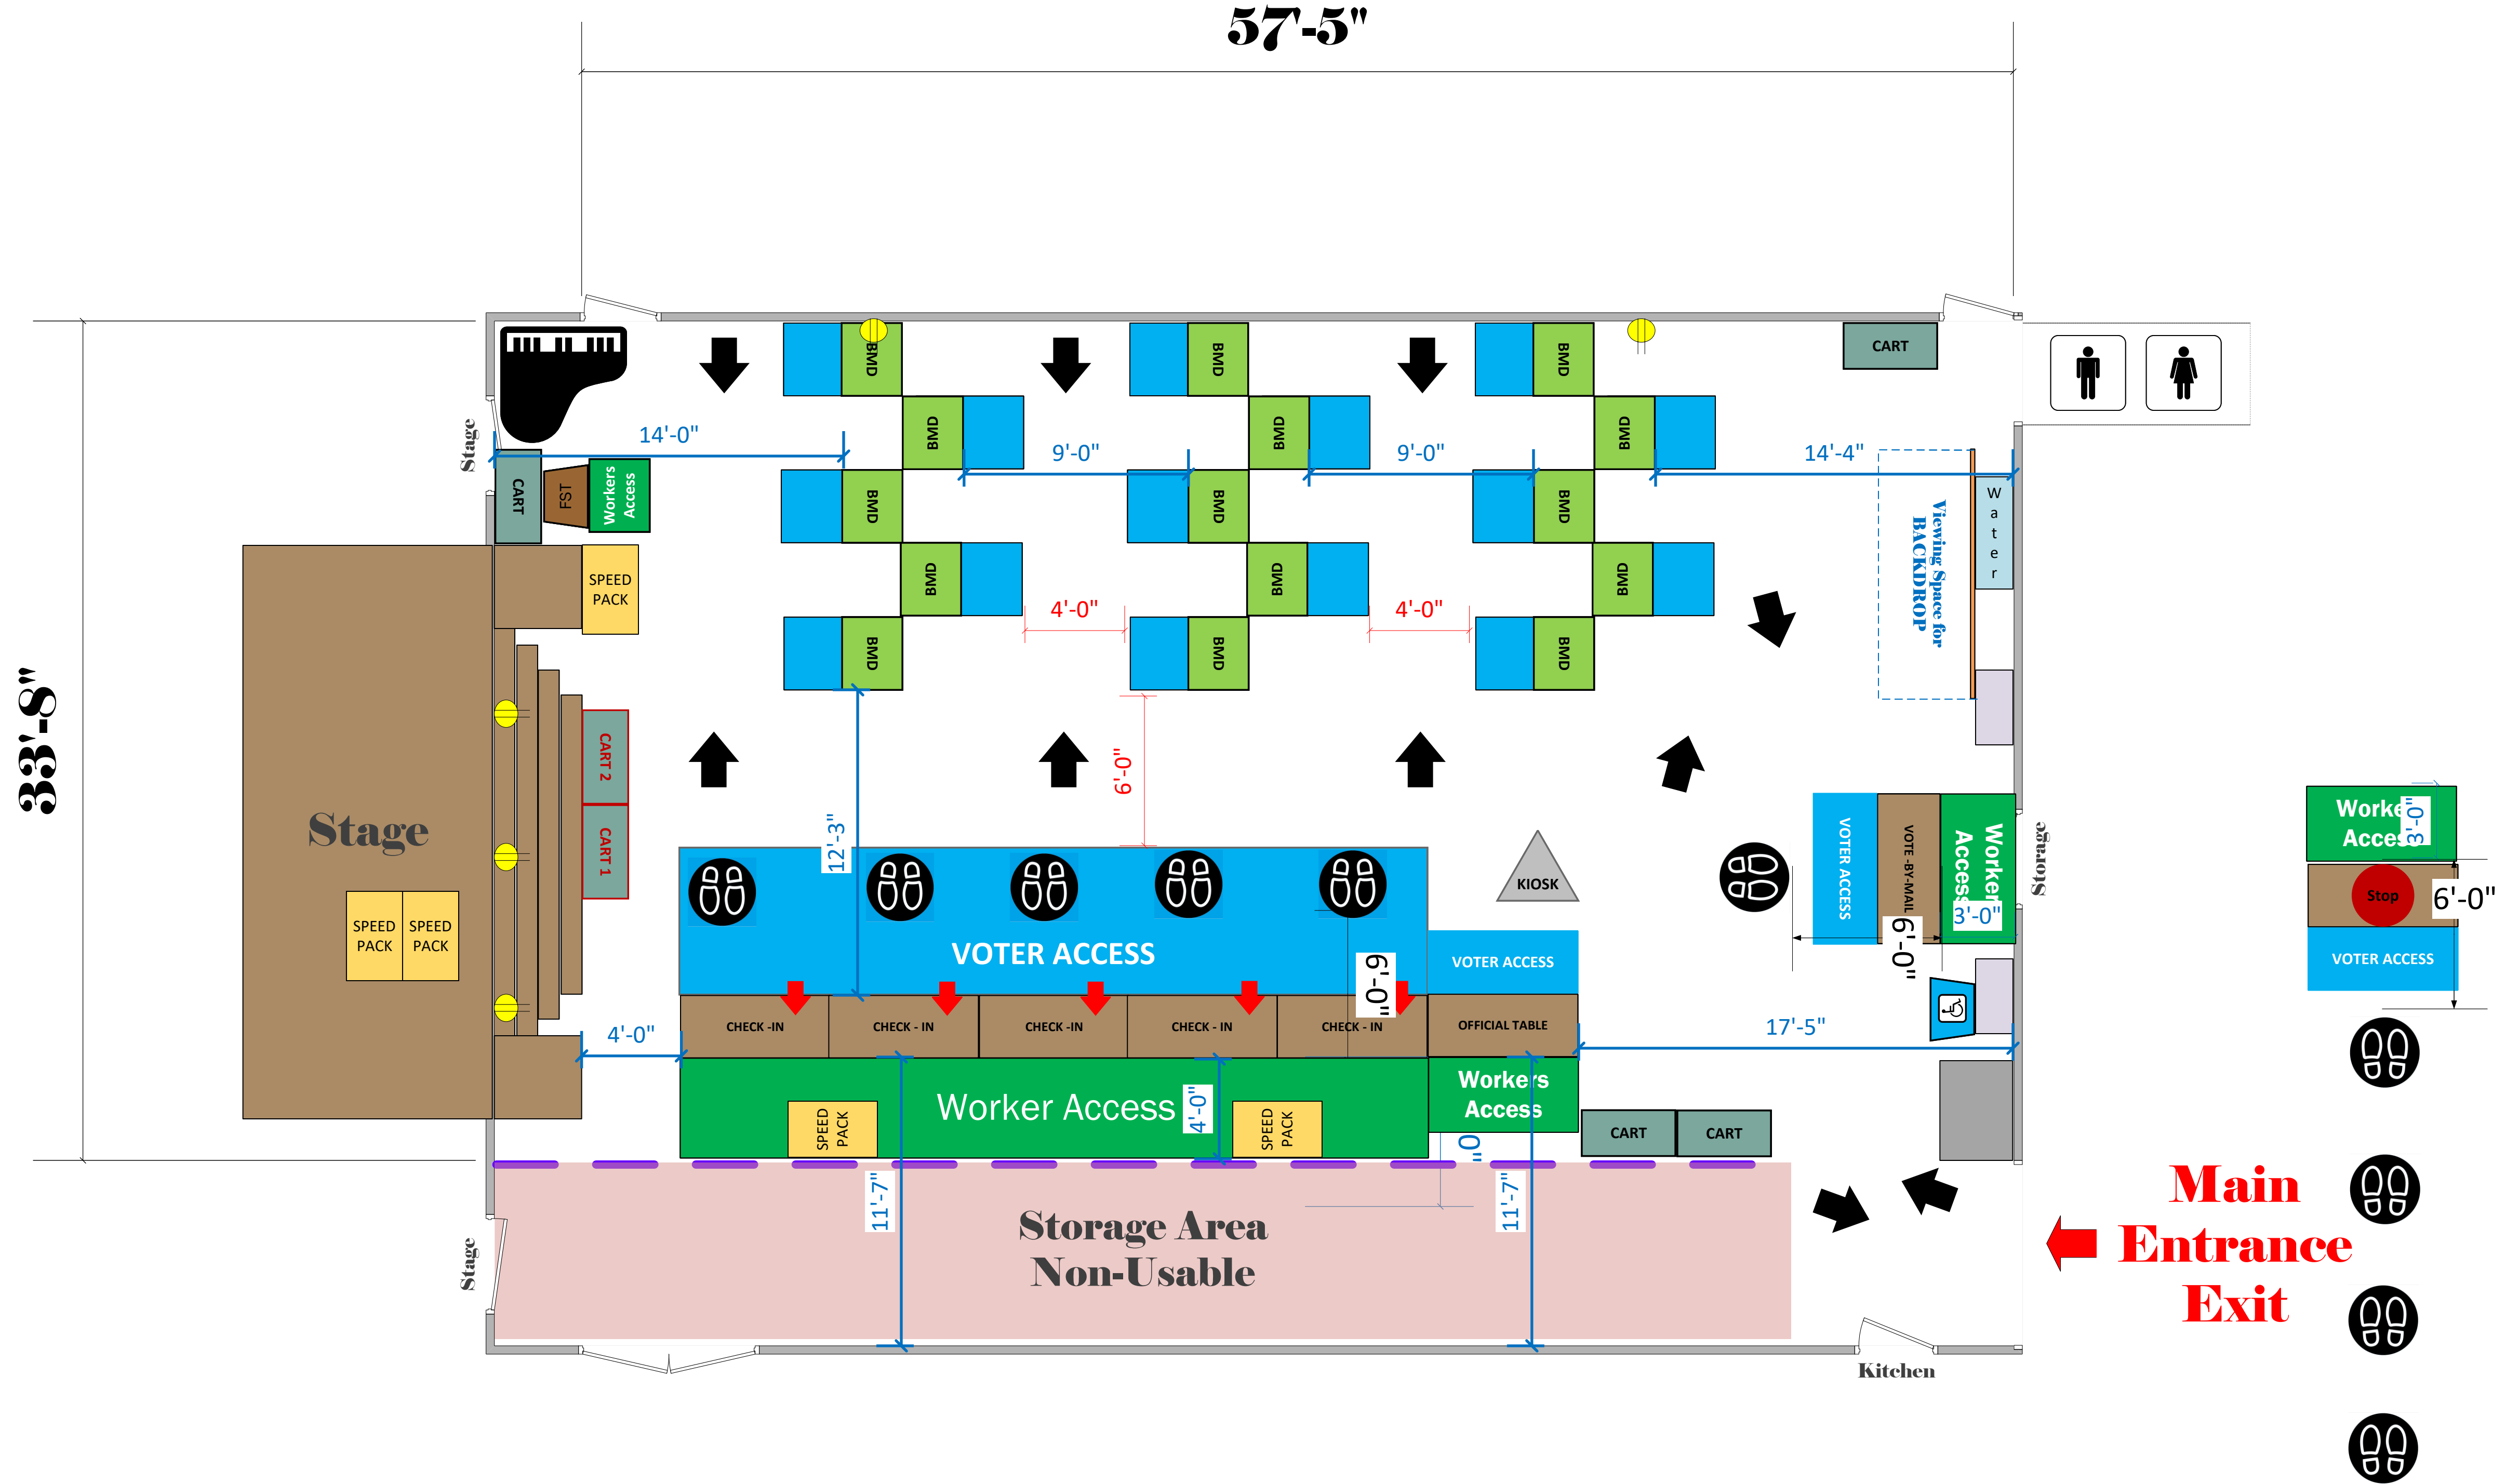 57'-5"
33'-8"
BMD
BMD
BMD
CART
BMD
BMD
BMD
Stage
14'-0"
9'-0"
9'-0"
14'-4"
CART
FST
Workers
Access
BMD
BMD
BMD
Viewing Space for
BACKDROP
W
a
t
e
r
SPEED
PACK
BMD
BMD
BMD
4'-0"
4'-0"
BMD
BMD
BMD
CART 2
CART 1
6'-0"
12'-3"
Stage
SPEED
PACK
SPEED
PACK
KIOSK
VOTER ACCESS
VOTE -BY-MAIL
Worker
Access
3'-0"
6'-0"
Storage
Worker
Access
3'-0"
Stop
6'-0"
VOTER ACCESS
VOTER ACCESS
VOTER ACCESS
6'-0"
CHECK -IN
CHECK - IN
CHECK -IN
CHECK - IN
CHECK - IN
OFFICIAL TABLE
4'-0"
17'-5"
Worker Access
4'-0"
Workers
Access
SPEED
PACK
SPEED
PACK
0"
CART
CART
11'-7"
11'-7"
Storage Area
Non-Usable
Stage
Main
Entrance
Exit
Kitchen